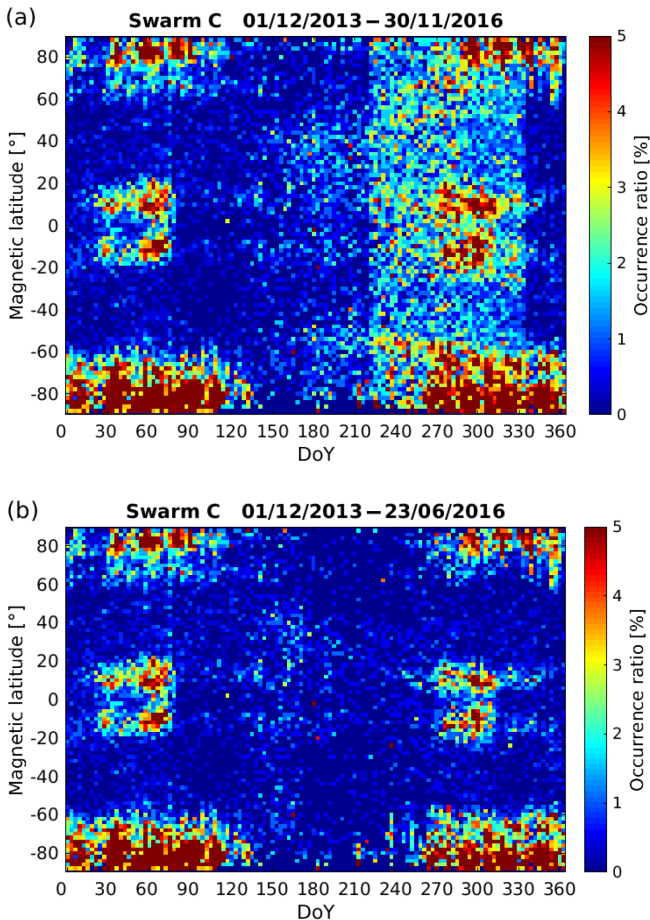 (a)
Swarm C 01/12/2013−30/11/2016
Magnetic latitude [°]
80
60
40
20
0
-20
-40
-60
-80
0 30 60 90 120 150 180 210 240 270 300 330 360
DoY
5
4
3
2
1
0
Occurrence ratio [%]
(b)
Swarm C 01/12/2013−23/06/2016
Magnetic latitude [°]
80
60
40
20
0
-20
-40
-60
-80
0 30 60 90 120 150 180 210 240 270 300 330 360
DoY
5
4
3
2
1
0
Occurrence ratio [%]